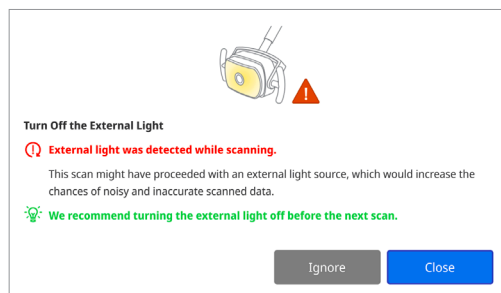 Turn Off the External Light
External light was detected while scanning.
This scan might have proceeded with an external light source, which would increase the
chances of noisy and inaccurate scanned data.
We recommend turning the external light off before the next scan.
Ignore
Close